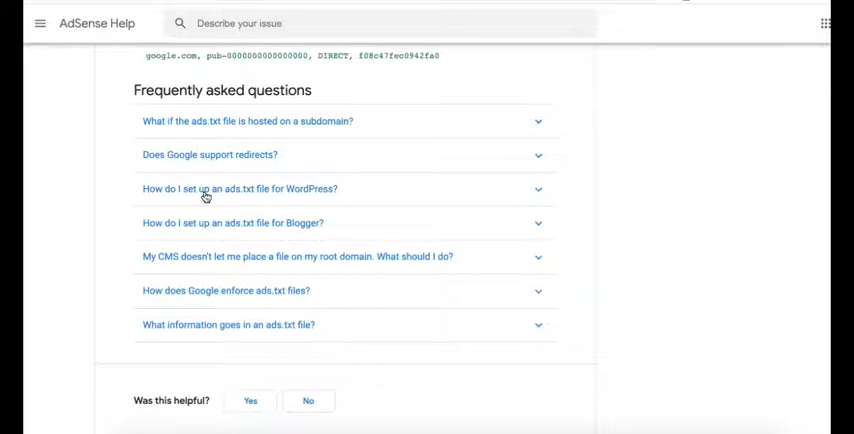 AdSense Help
Describe your issue
google.com, pub-0000000000000000, DIRECT, f08c47fec0942fa0
Frequently asked questions
What if the ads.txt file is hosted on a subdomain?
Does Google support redirects?
How do I set up an ads.txt file for WordPress?
How do I set up an ads.txt file for Blogger?
My CMS doesn't let me place a file on my root domain. What should I do?
How does Google enforce ads.txt files?
What information goes in an ads.txt file?
Was this helpful?
Yes
No